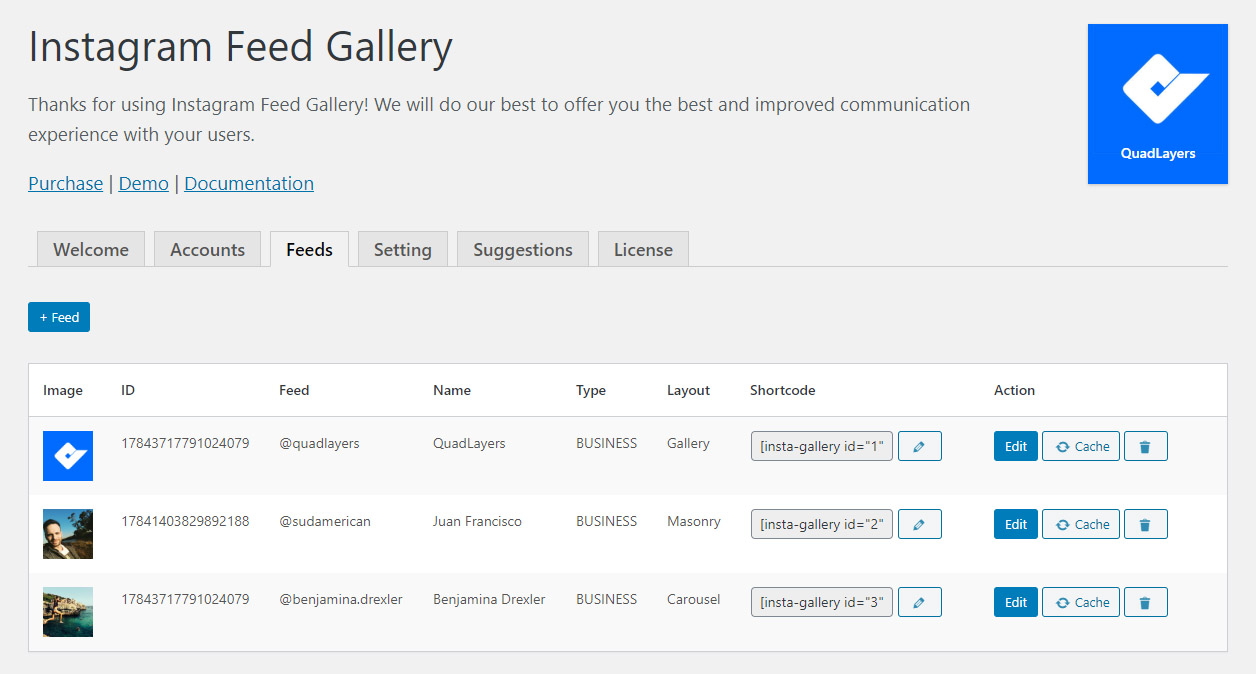 Instagram Feed Gallery
Thanks for using Instagram Feed Gallery! We will do our best to offer you the best and improved communication
experience with your users.
Purchase | Demo | Documentation
QuadLayers
Welcome Accounts Feeds Setting Suggestions License
+ Feed
Image ID Feed Name Type Layout Shortcode Action
17843717791024079 @quadlayers QuadLayers BUSINESS Gallery [insta-gallery id="1" Edit Cache
17841403829892188 @sudamerican Juan Francisco BUSINESS Masonry [insta-gallery id="2" Edit Cache
17843717791024079 @benjamina.drexler Benjamina Drexler BUSINESS Carousel [insta-gallery id="3" Edit Cache